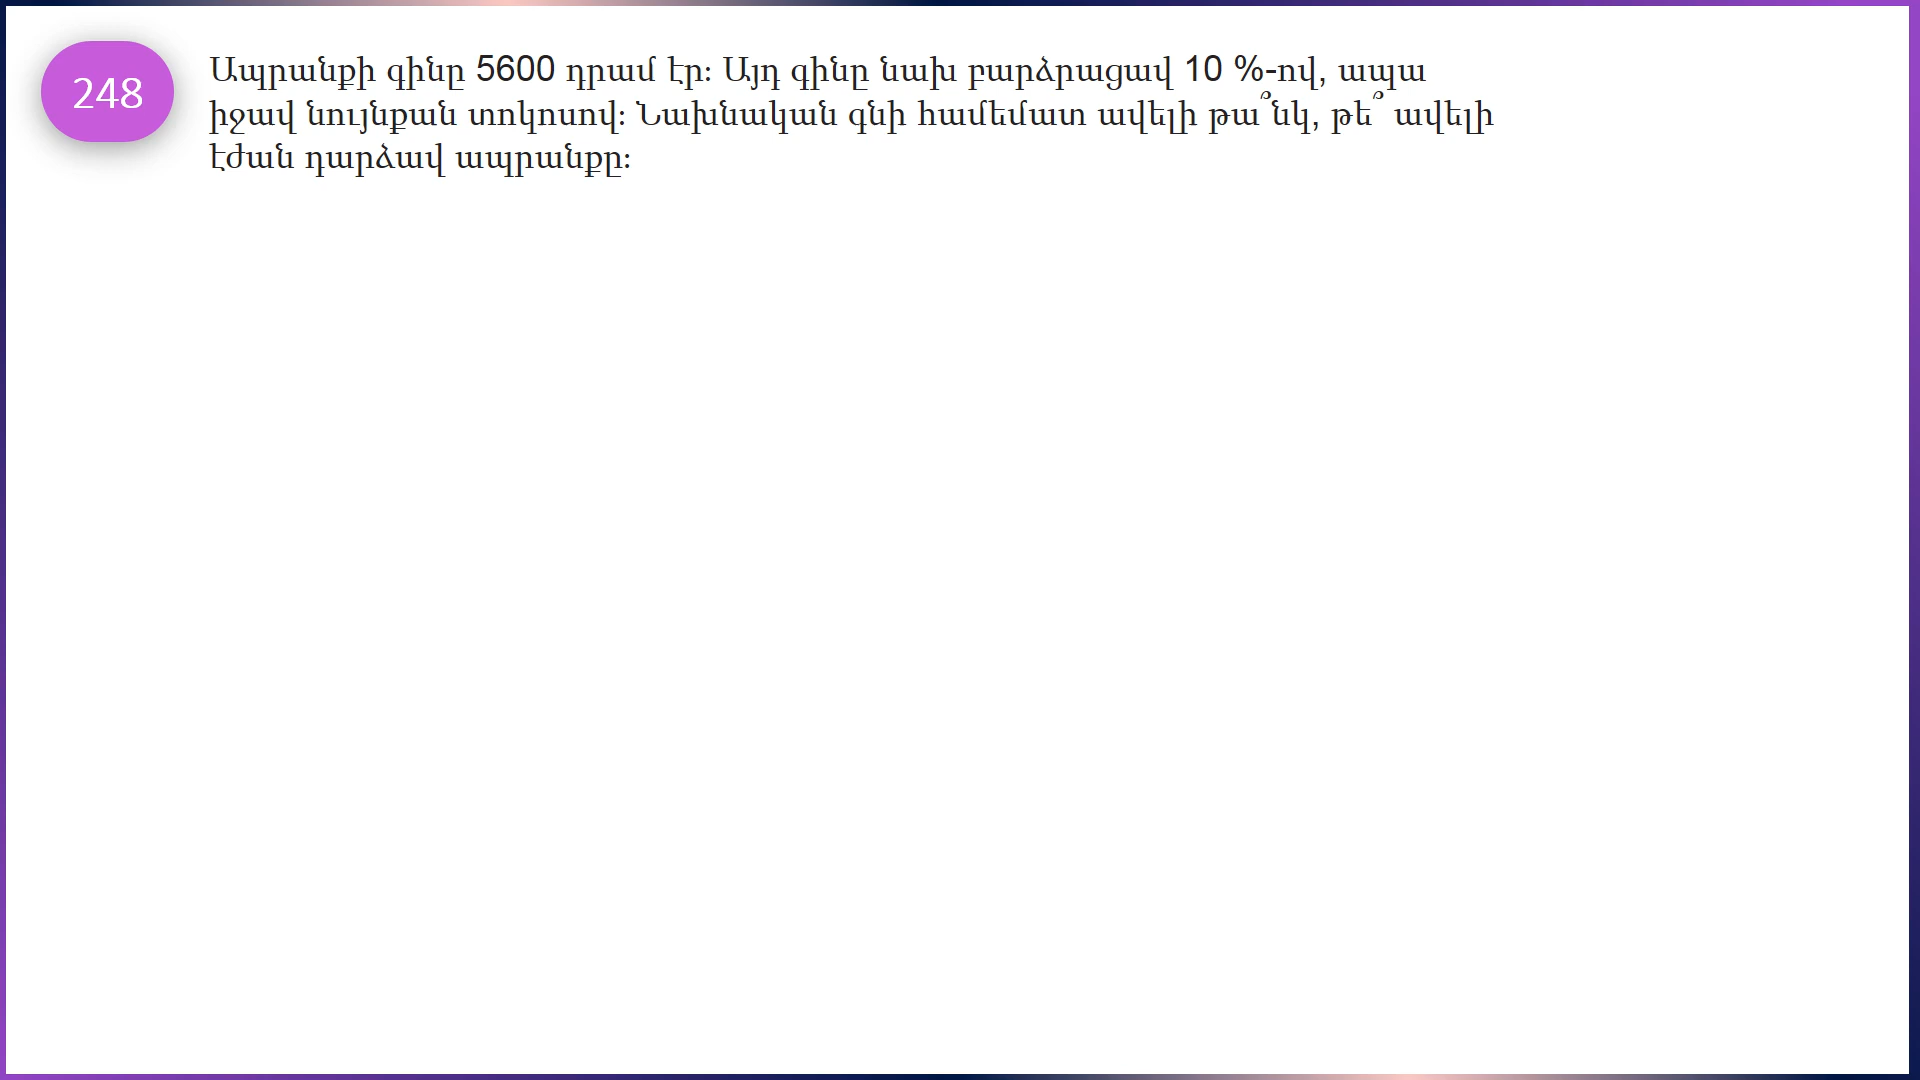 248
Ապրանքի գինը 5600 դրամ էր։ Այդ գինը նախ բարձրացավ 10 %-ով, ապա
իջավ նույնքան տոկոսով։ Նախնական գնի համեմատ ավելի թա՞նկ, թե՞ ավելի
էժան դարձավ ապրանքը։